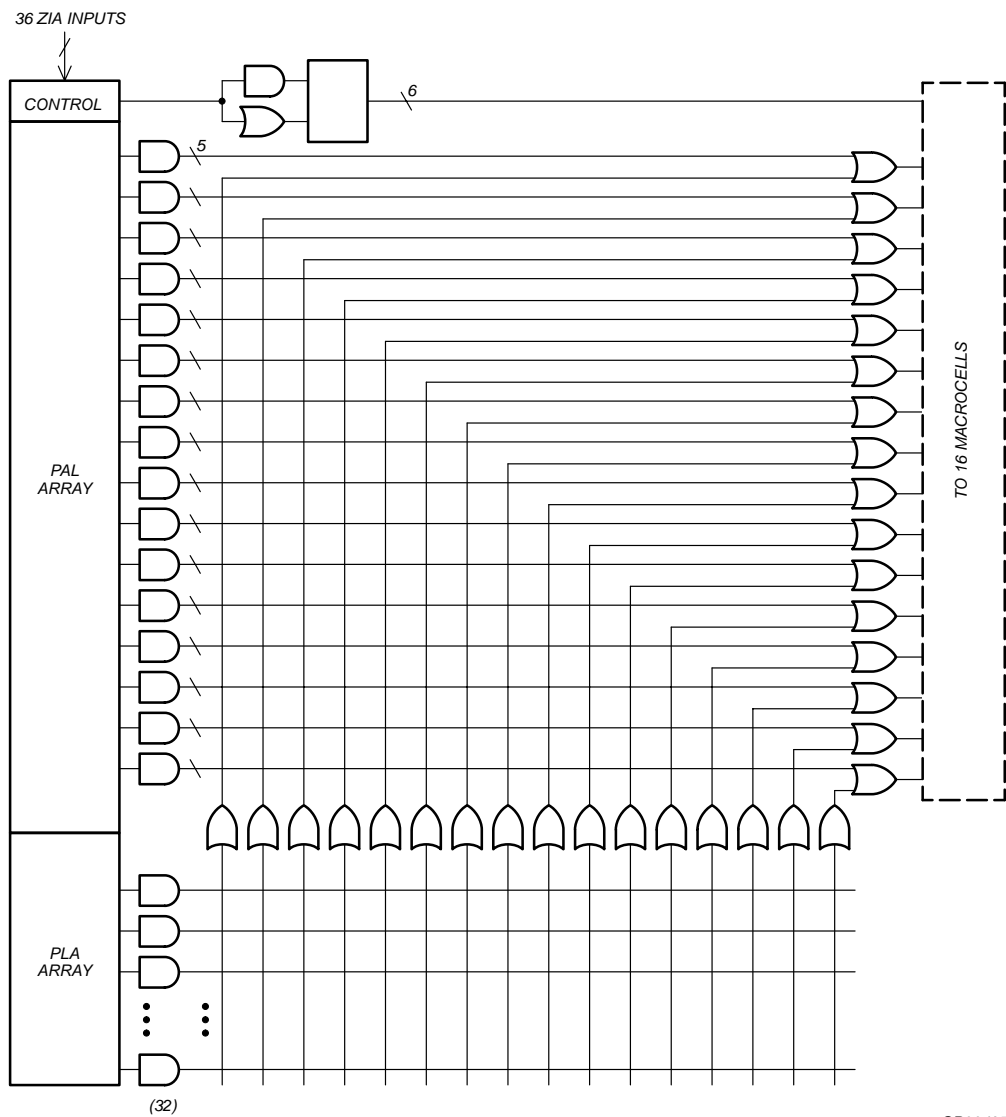 36 ZIA INPUTS
CONTROL
6
5
PAL
ARRAY
TO 16 MACROCELLS
PLA
ARRAY
(32)